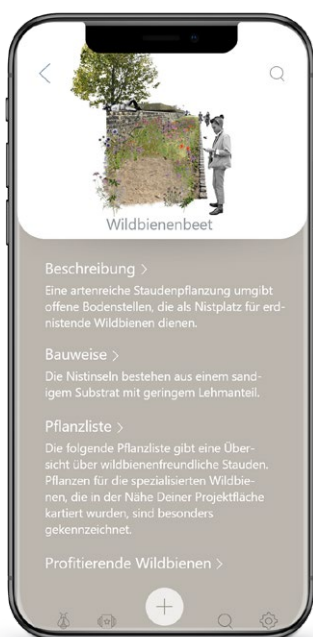 Wildbienenbeet
Beschreibung >
Eine artenreiche Staudenpflanzung umgibt
offene Bodenstellen, die als Nistplatz für erd-
nistende Wildbienen dienen.
Bauweise >
Die Nistinseln bestehen aus einem sand-
igem Substrat mit geringem Lehmanteil.
Pflanzliste >
Die folgende Pflanzliste gibt eine Über-
sicht über wildbienenfreundliche Stauden.
Pflanzen für die spezialisierten Wildbie-
nen, die in der Nähe Deiner Projektfläche
kartiert wurden, sind besonders
gekennzeichnet.
Profitierende Wildbienen >